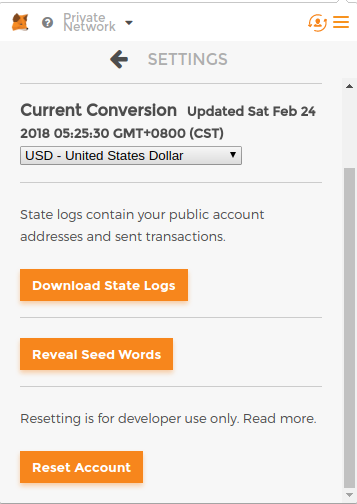 Private
Network
SETTINGS
Current Conversion Updated Sat Feb 24
2018 05:25:30 GMT+0800 (CST)
USD - United States Dollar
State logs contain your public account
addresses and sent transactions.
Download State Logs
Reveal Seed Words
Resetting is for developer use only. Read more.
Reset Account